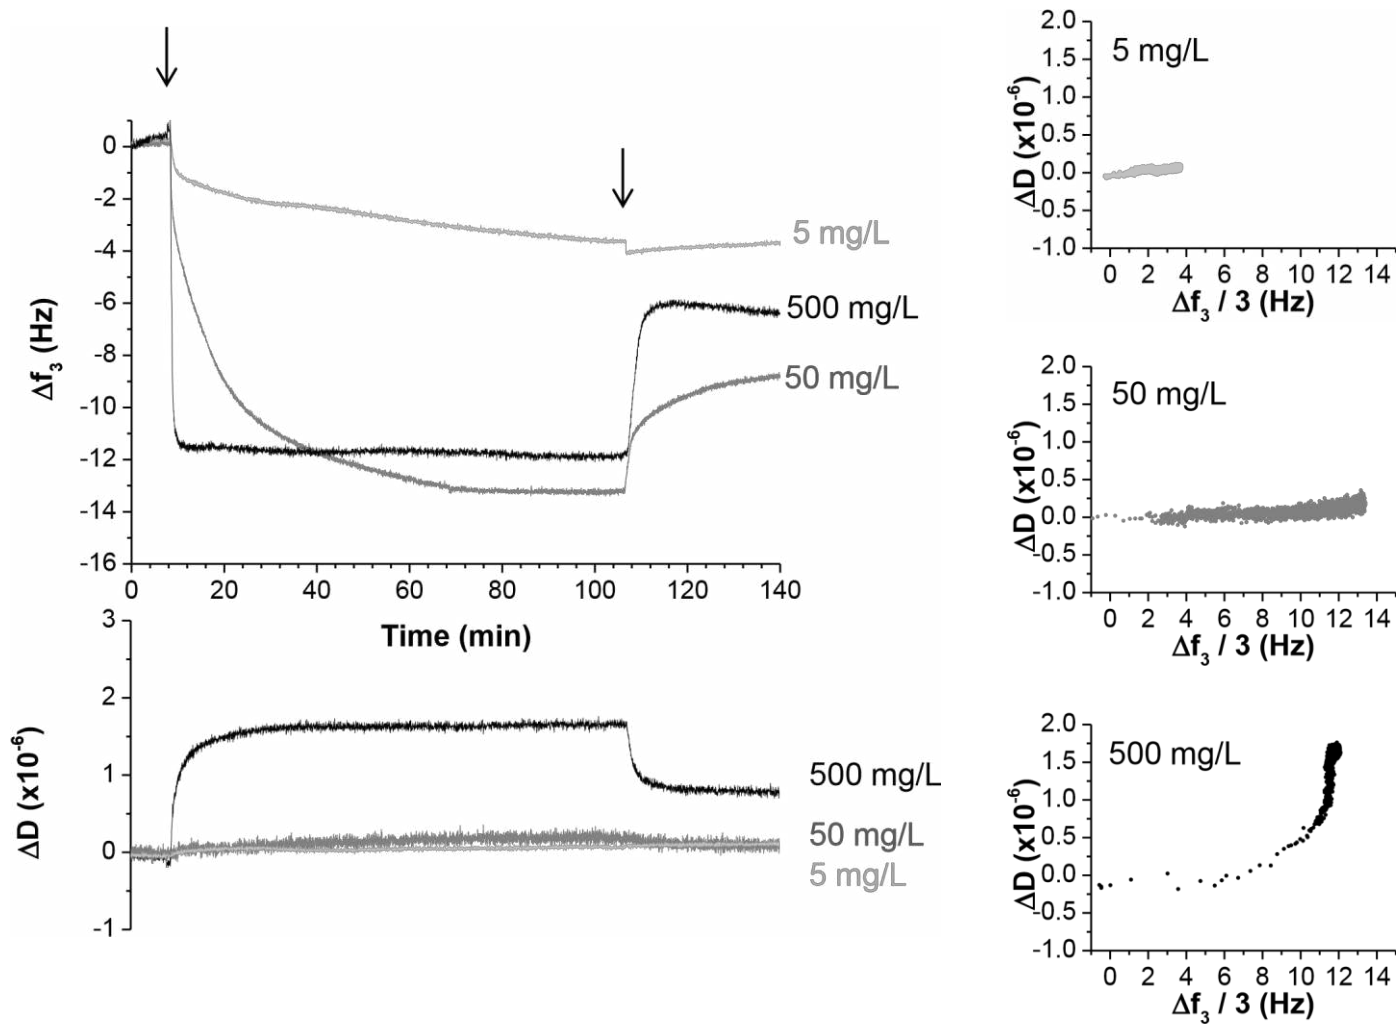 0
-2
-4
-6
-8
-10
-12
-14
-16
Δf₃ (Hz)
5 mg/L
500 mg/L
50 mg/L
0 20 40 60 80 100 120 140
Time (min)
3
2
1
0
-1
ΔD (x10⁻⁶)
500 mg/L
50 mg/L
5 mg/L
2.0
1.5
1.0
0.5
0.0
-0.5
-1.0
ΔD (x10⁻⁶)
5 mg/L
0 2 4 6 8 10 12 14
Δf₃ / 3 (Hz)
2.0
1.5
1.0
0.5
0.0
-0.5
-1.0
ΔD (x10⁻⁶)
50 mg/L
0 2 4 6 8 10 12 14
Δf₃ / 3 (Hz)
2.0
1.5
1.0
0.5
0.0
-0.5
-1.0
ΔD (x10⁻⁶)
500 mg/L
0 2 4 6 8 10 12 14
Δf₃ / 3 (Hz)